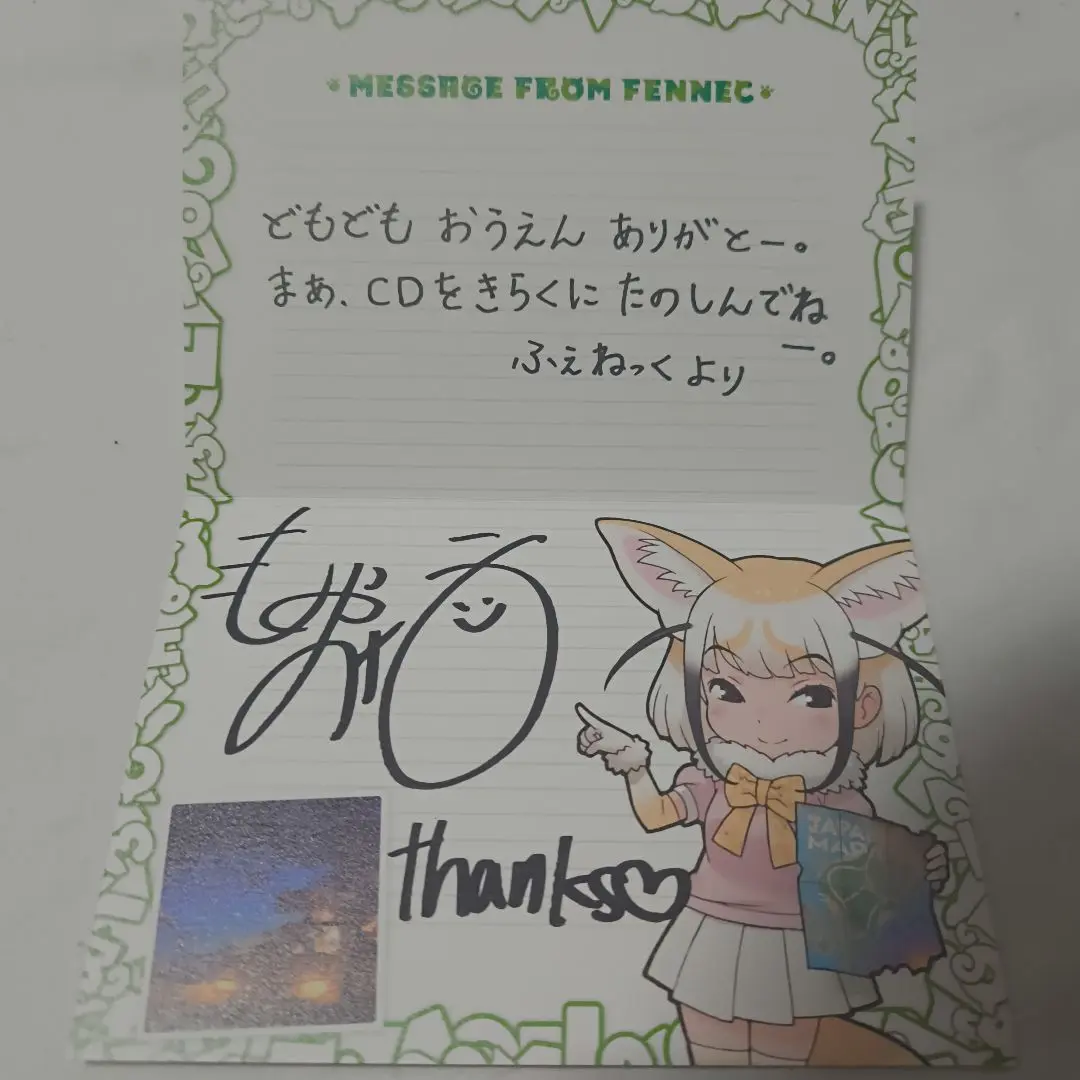 MESSAGE FROM FENNEC
どもども おうえん ありがとー。
まぁ、CDをきらくに たのしんでね
ー。
ふぇねっく より
thanks♡
JAPA
MAP